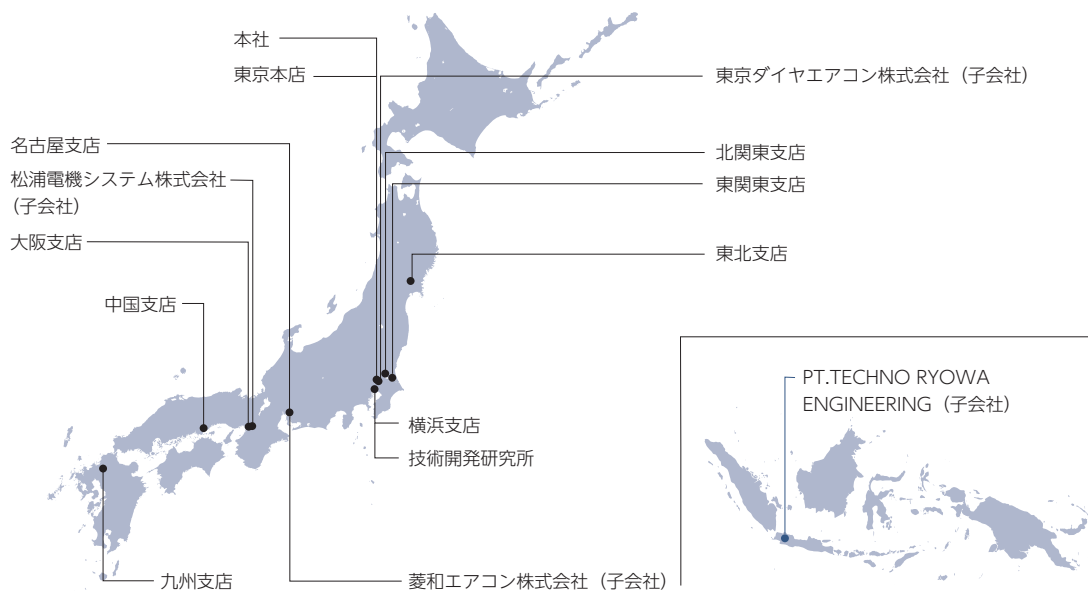 本社
東京本店
東京ダイヤエアコン株式会社（子会社）
名古屋支店
松浦電機システム株式会社
（子会社）
大阪支店
中国支店
北関東支店
東関東支店
東北支店
横浜支店
技術開発研究所
九州支店
菱和エアコン株式会社（子会社）
PT.TECHNO RYOWA
ENGINEERING（子会社）